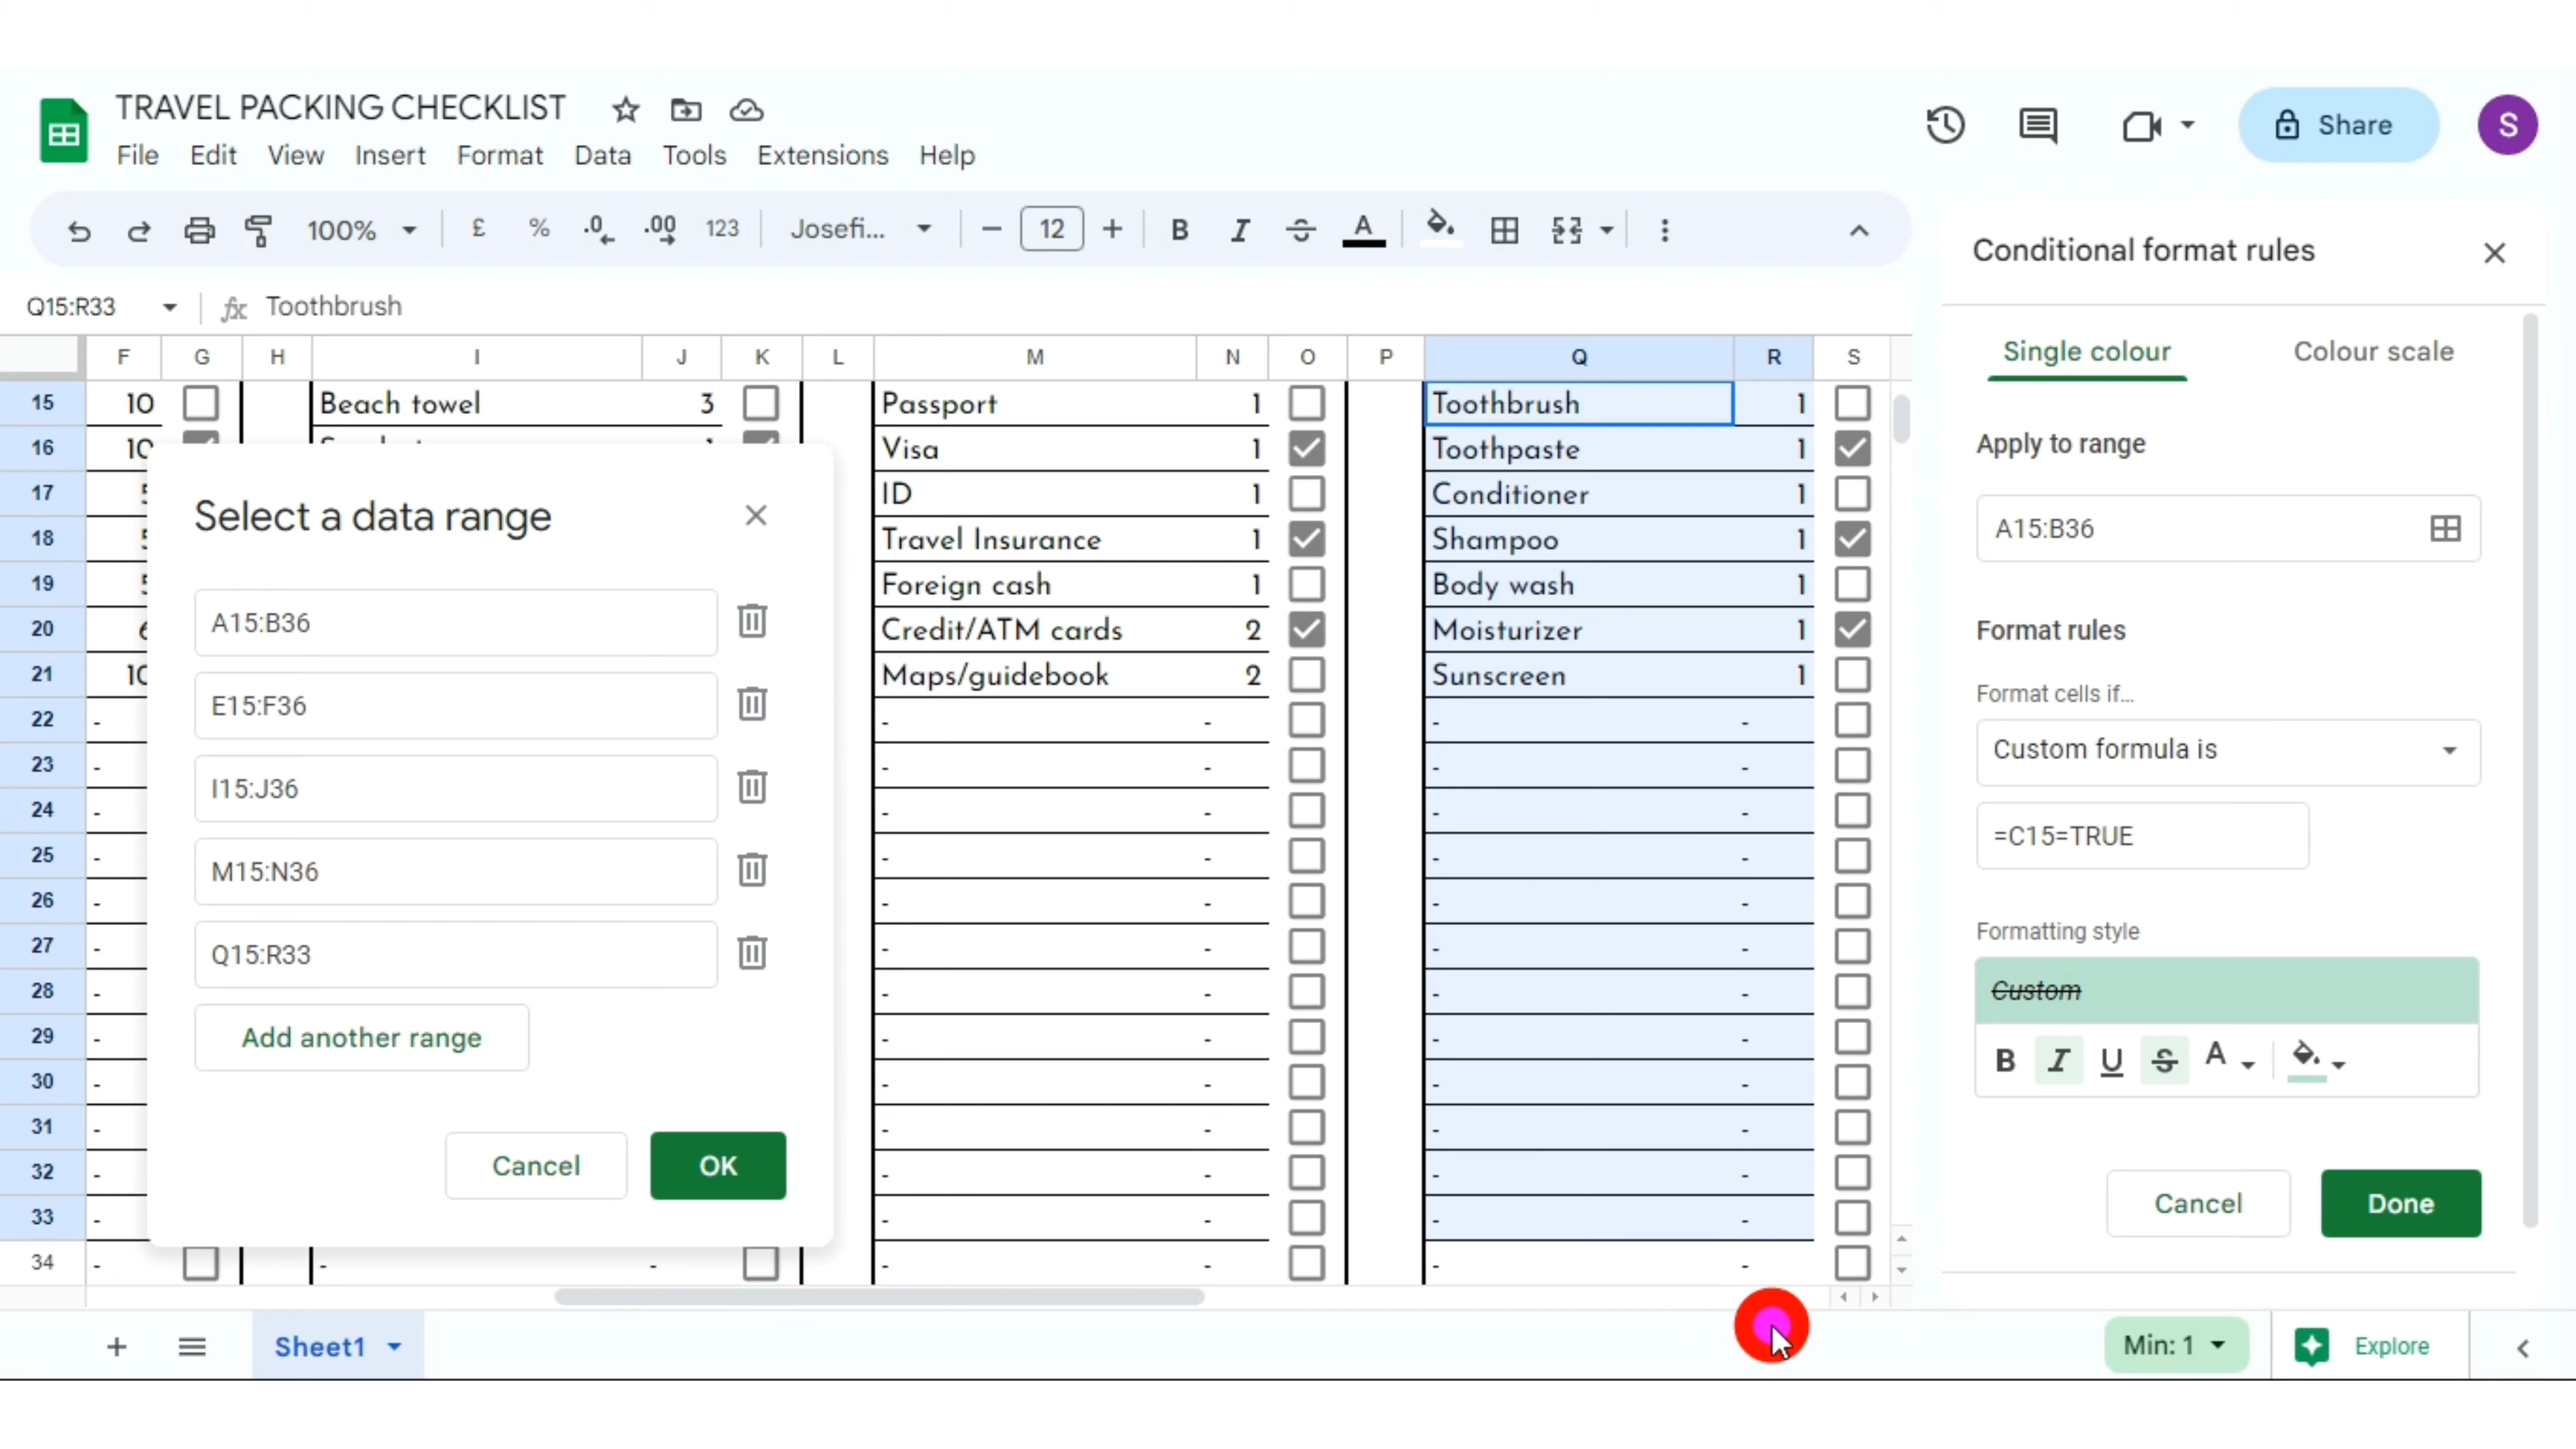 TRAVEL PACKING CHECKLIST
File Edit View Insert Format Data Tools Extensions Help
Share
S
100% £ % .0 .00 123 Josefi... 12 B I S A
Q15:R33 fx Toothbrush
F G H I J K L M N O P Q R S
15 10 Beach towel 3 Passport 1 Toothbrush 1
16 10 Visa 1 Toothpaste 1
17 5 ID 1 Conditioner 1
18 5 Travel Insurance 1 Shampoo 1
19 5 Foreign cash 1 Body wash 1
20 Credit/ATM cards 2 Moisturizer 1
21 10 Maps/guidebook 2 Sunscreen 1
22 - - - - -
23 - - - - -
24 - - - - -
25 - - - - -
26 - - - - -
27 - - - - -
28 - - - - -
29 - - - - -
30 - - - - -
31 - - - - -
32 - - - - -
33 - - - - -
34 - - - - - - -
Select a data range
A15:B36
E15:F36
I15:J36
M15:N36
Q15:R33
Add another range
Cancel OK
Conditional format rules
Single colour Colour scale
Apply to range
A15:B36
Format rules
Format cells if...
Custom formula is
=C15=TRUE
Formatting style
Custom
B I U S A
Cancel Done
+ Sheet1
Min: 1 Explore